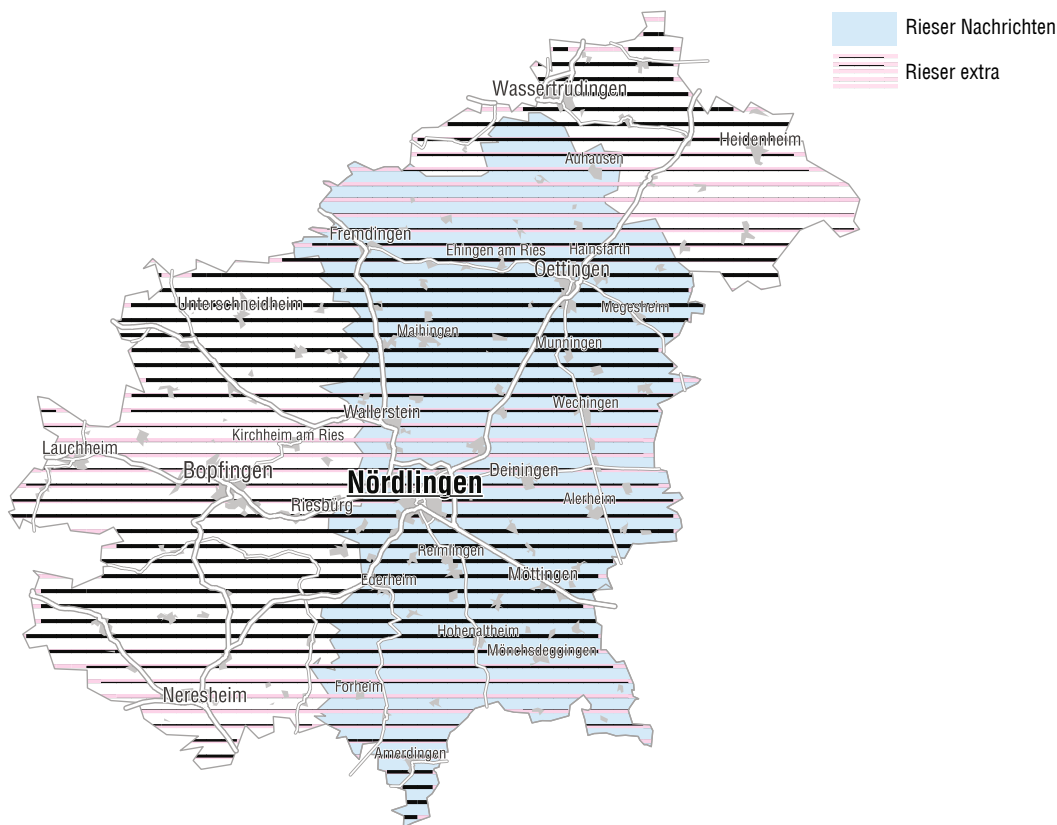 Rieser Nachrichten
Rieser extra
Wassertrüdingen
Heidenheim
Auhausen
Fremdingen
Ehingen am Ries
Hainsfarth
Oettingen
Unterschneidheim
Megesheim
Maihingen
Munningen
Wechingen
Wallerstein
Kirchheim am Ries
Lauchheim
Bopfingen
Deiningen
Nördlingen
Riesbürg
Alerheim
Reimlingen
Ederheim
Möttingen
Hohenaltheim
Mönchsdeggingen
Forheim
Neresheim
Amerdingen